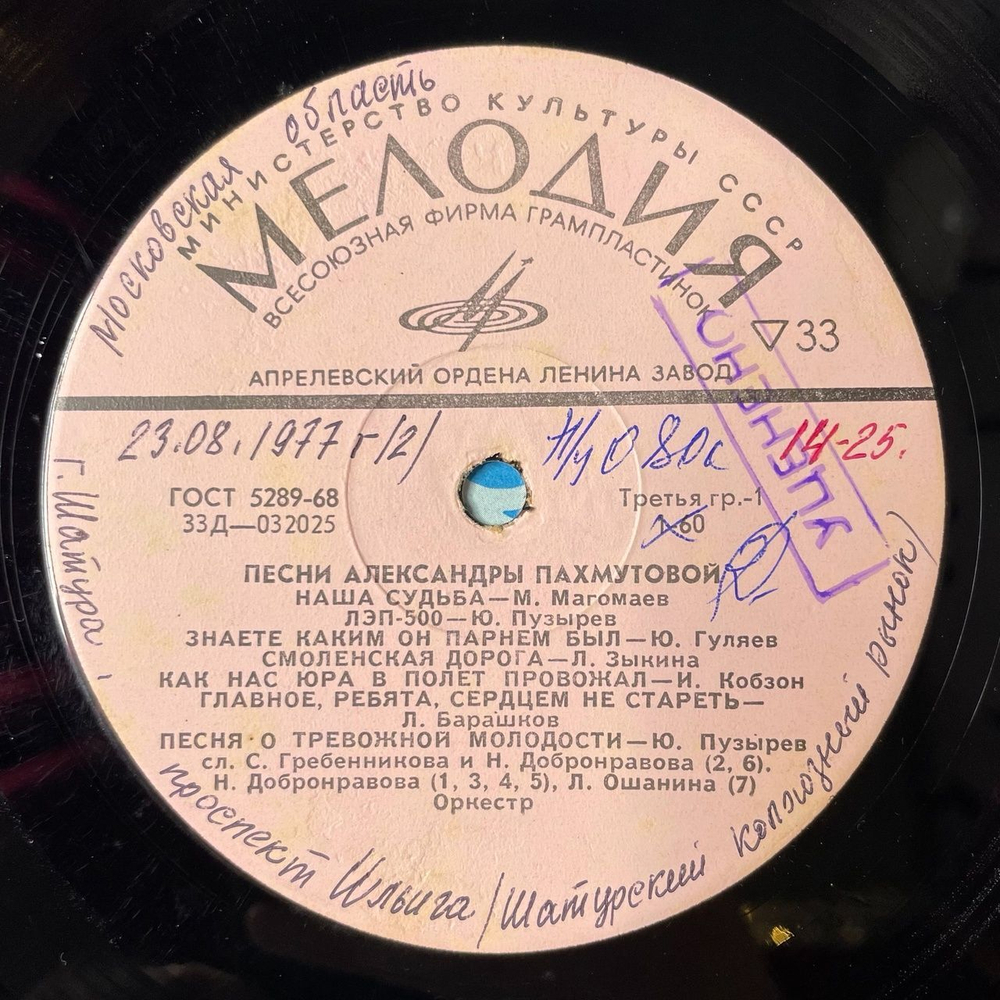 Московская область
МИНИСТЕРСТВО КУЛЬТУРЫ СССР
МЕЛОДИЯ
ВСЕСОЮЗНАЯ ФИРМА ГРАМПЛАСТИНОК
▽33
АПРЕЛЕВСКИЙ ОРДЕНА ЛЕНИНА ЗАВОД
УЦЕНЕНО
23.08.1977 г/2/
14-25.
ГОСТ 5289-68
Третья гр.-1
33Д—032025
1-60
ПЕСНИ АЛЕКСАНДРЫ ПАХМУТОВОЙ
НАША СУДЬБА—М. Магомаев
ЛЭП-500—Ю. Пузырев
ЗНАЕТЕ КАКИМ ОН ПАРНЕМ БЫЛ—Ю. Гуляев
СМОЛЕНСКАЯ ДОРОГА—Л. Зыкина
КАК НАС ЮРА В ПОЛЕТ ПРОВОЖАЛ—И. Кобзон
ГЛАВНОЕ, РЕБЯТА, СЕРДЦЕМ НЕ СТАРЕТЬ—
Л. Барашков
ПЕСНЯ О ТРЕВОЖНОЙ МОЛОДОСТИ—Ю. Пузырев
сл. С. Гребенникова и Н. Добронравова (2, 6).
Н. Добронравова (1, 3, 4, 5), Л. Ошанина (7)
Оркестр
г. Шатура,
проспект Ильича /Шатурский колхозный рынок/